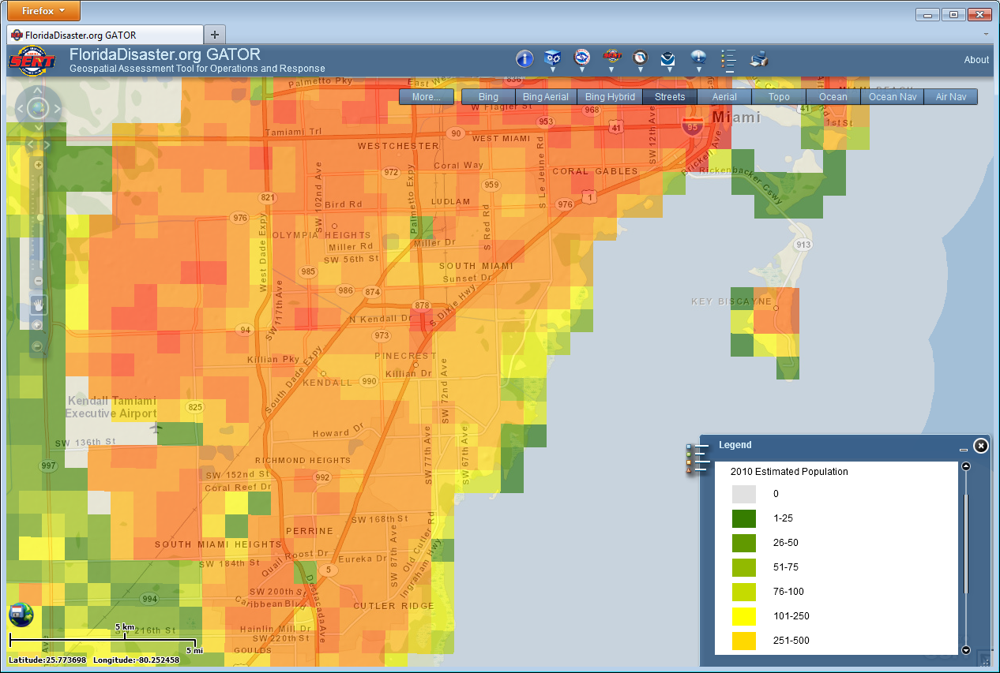 Firefox
FloridaDisaster.org GATOR
SERT
FloridaDisaster.org GATOR
Geospatial Assessment Tool for Operations and Response
About
More...
Bing
Bing Aerial
Bing Hybrid
Streets
Aerial
Topo
Ocean
Ocean Nav
Air Nav
Palmetto Pky
East West
836
MIAMI BEACH
W Flagler St
968
41
953
41
95
Miami
1st St
Tamiami Trl
90
WEST MIAMI
SW 12th Ave
WESTCHESTER
Brickell Ave
Coral Way
972
SW 102nd Ave
Palmetto Expy
S Le Jeune Rd
CORAL GABLES
Rickenbacker Cswy
959
821
Bird Rd
LUDLAM
976
1
976
S Red Rd
West Dade Expy
OLYMPIA HEIGHTS
Miller Dr
Miller Rd
913
SW 56th St
SOUTH MIAMI
985
Sunset Dr
986
874
SW 117th Ave
878
S Dixie Hwy
KEY BISCAYNE
N Kendall Dr
94
973
Killian Pky
PINECREST
Killian Dr
South Dade Expy
KENDALL
990
SW 72nd Ave
Kendall Tamiami
Executive Airport
825
Howard Dr
SW 136th St
SW 77th Ave
SW 67th Ave
997
RICHMOND HEIGHTS
SW 152nd St
992
Coral Reef Dr
SW 168th St
PERRINE
SOUTH MIAMI HEIGHTS
SW 87th Ave
Old Cutler Rd
Ingraham Hwy
Quail Roost Dr
Eureka Dr
SW 184th St
5
Destacada Ave
994
SW 200th St
Caribbean Blvd
CUTLER RIDGE
SW 216th St
Hainlin Mill Dr
SW 220th St
GOULDS
5 km
5 mi
Latitude:25.773698 Longitude:-80.252458
Legend
2010 Estimated Population
0
1-25
26-50
51-75
76-100
101-250
251-500